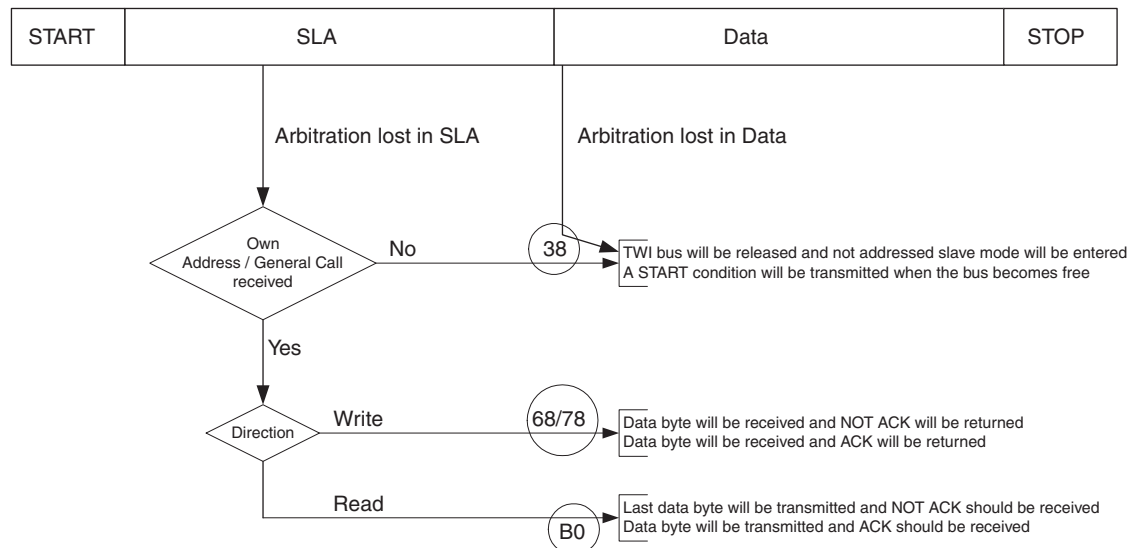 START SLA Data STOP
Arbitration lost in SLA Arbitration lost in Data
Own
Address / General Call
received
No
38
TWI bus will be released and not addressed slave mode will be entered
A START condition will be transmitted when the bus becomes free
Yes
Direction
Write
68/78
Data byte will be received and NOT ACK will be returned
Data byte will be received and ACK will be returned
Read
B0
Last data byte will be transmitted and NOT ACK should be received
Data byte will be transmitted and ACK should be received